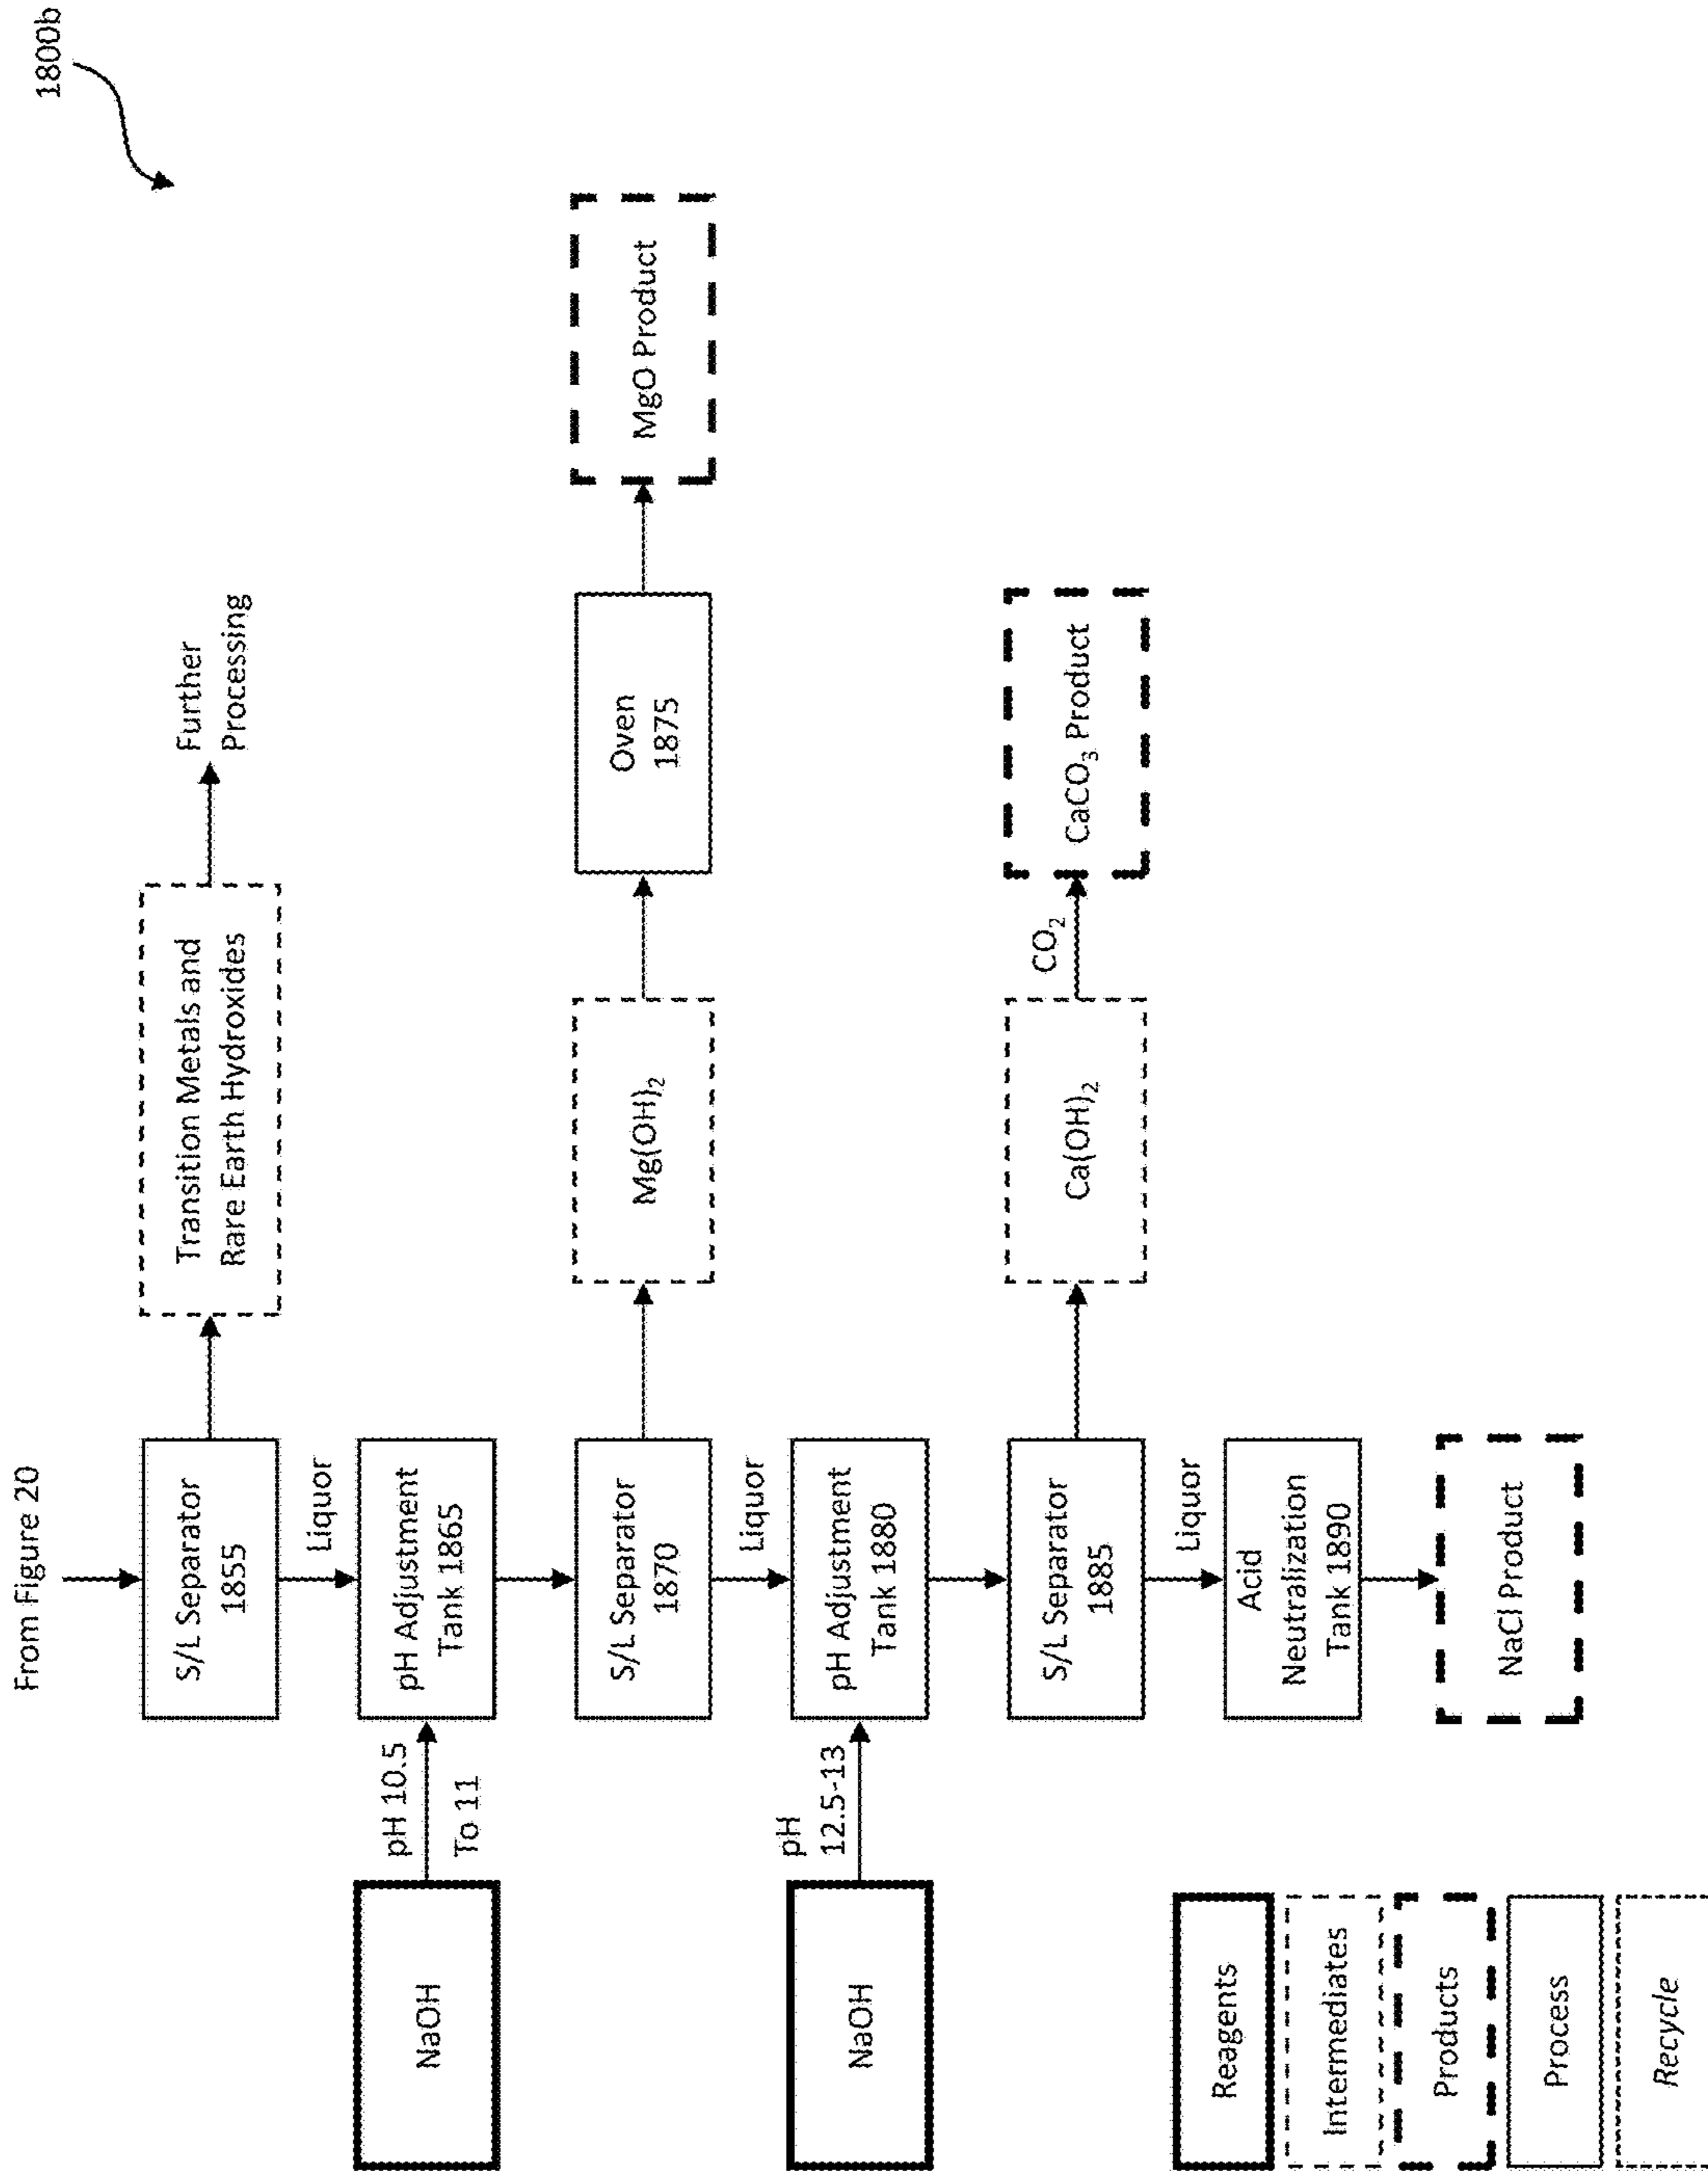 1800b
From Figure 20
S/L Separator
1855
Transition Metals and
Rare Earth Hydroxides
Further
Processing
Liquor
NaOH
pH 10.5
To 11
pH Adjustment
Tank 1865
S/L Separator
1870
Mg(OH)2
Oven
1875
MgO Product
Liquor
NaOH
pH
12.5-13
pH Adjustment
Tank 1880
S/L Separator
1885
Ca(OH)2
CO2
CaCO3 Product
Liquor
Acid
Neutralization
Tank 1890
NaCl Product
Reagents
Intermediates
Products
Process
Recycle